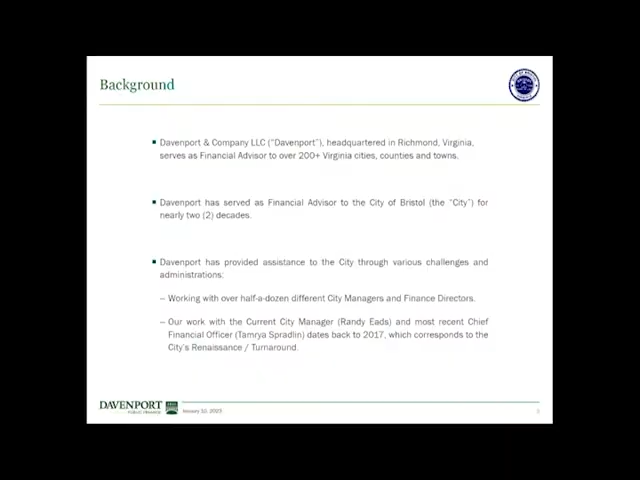 Background
▪ Davenport & Company LLC ("Davenport"), headquartered in Richmond, Virginia,
serves as Financial Advisor to over 200+ Virginia cities, counties and towns.
▪ Davenport has served as Financial Advisor to the City of Bristol (the "City") for
nearly two (2) decades.
▪ Davenport has provided assistance to the City through various challenges and
administrations:
– Working with over half-a-dozen different City Managers and Finance Directors.
– Our work with the Current City Manager (Randy Eads) and most recent Chief
Financial Officer (Tamrya Spradlin) dates back to 2017, which corresponds to the
City's Renaissance / Turnaround.
DAVENPORT
PUBLIC FINANCE
January 10, 2023